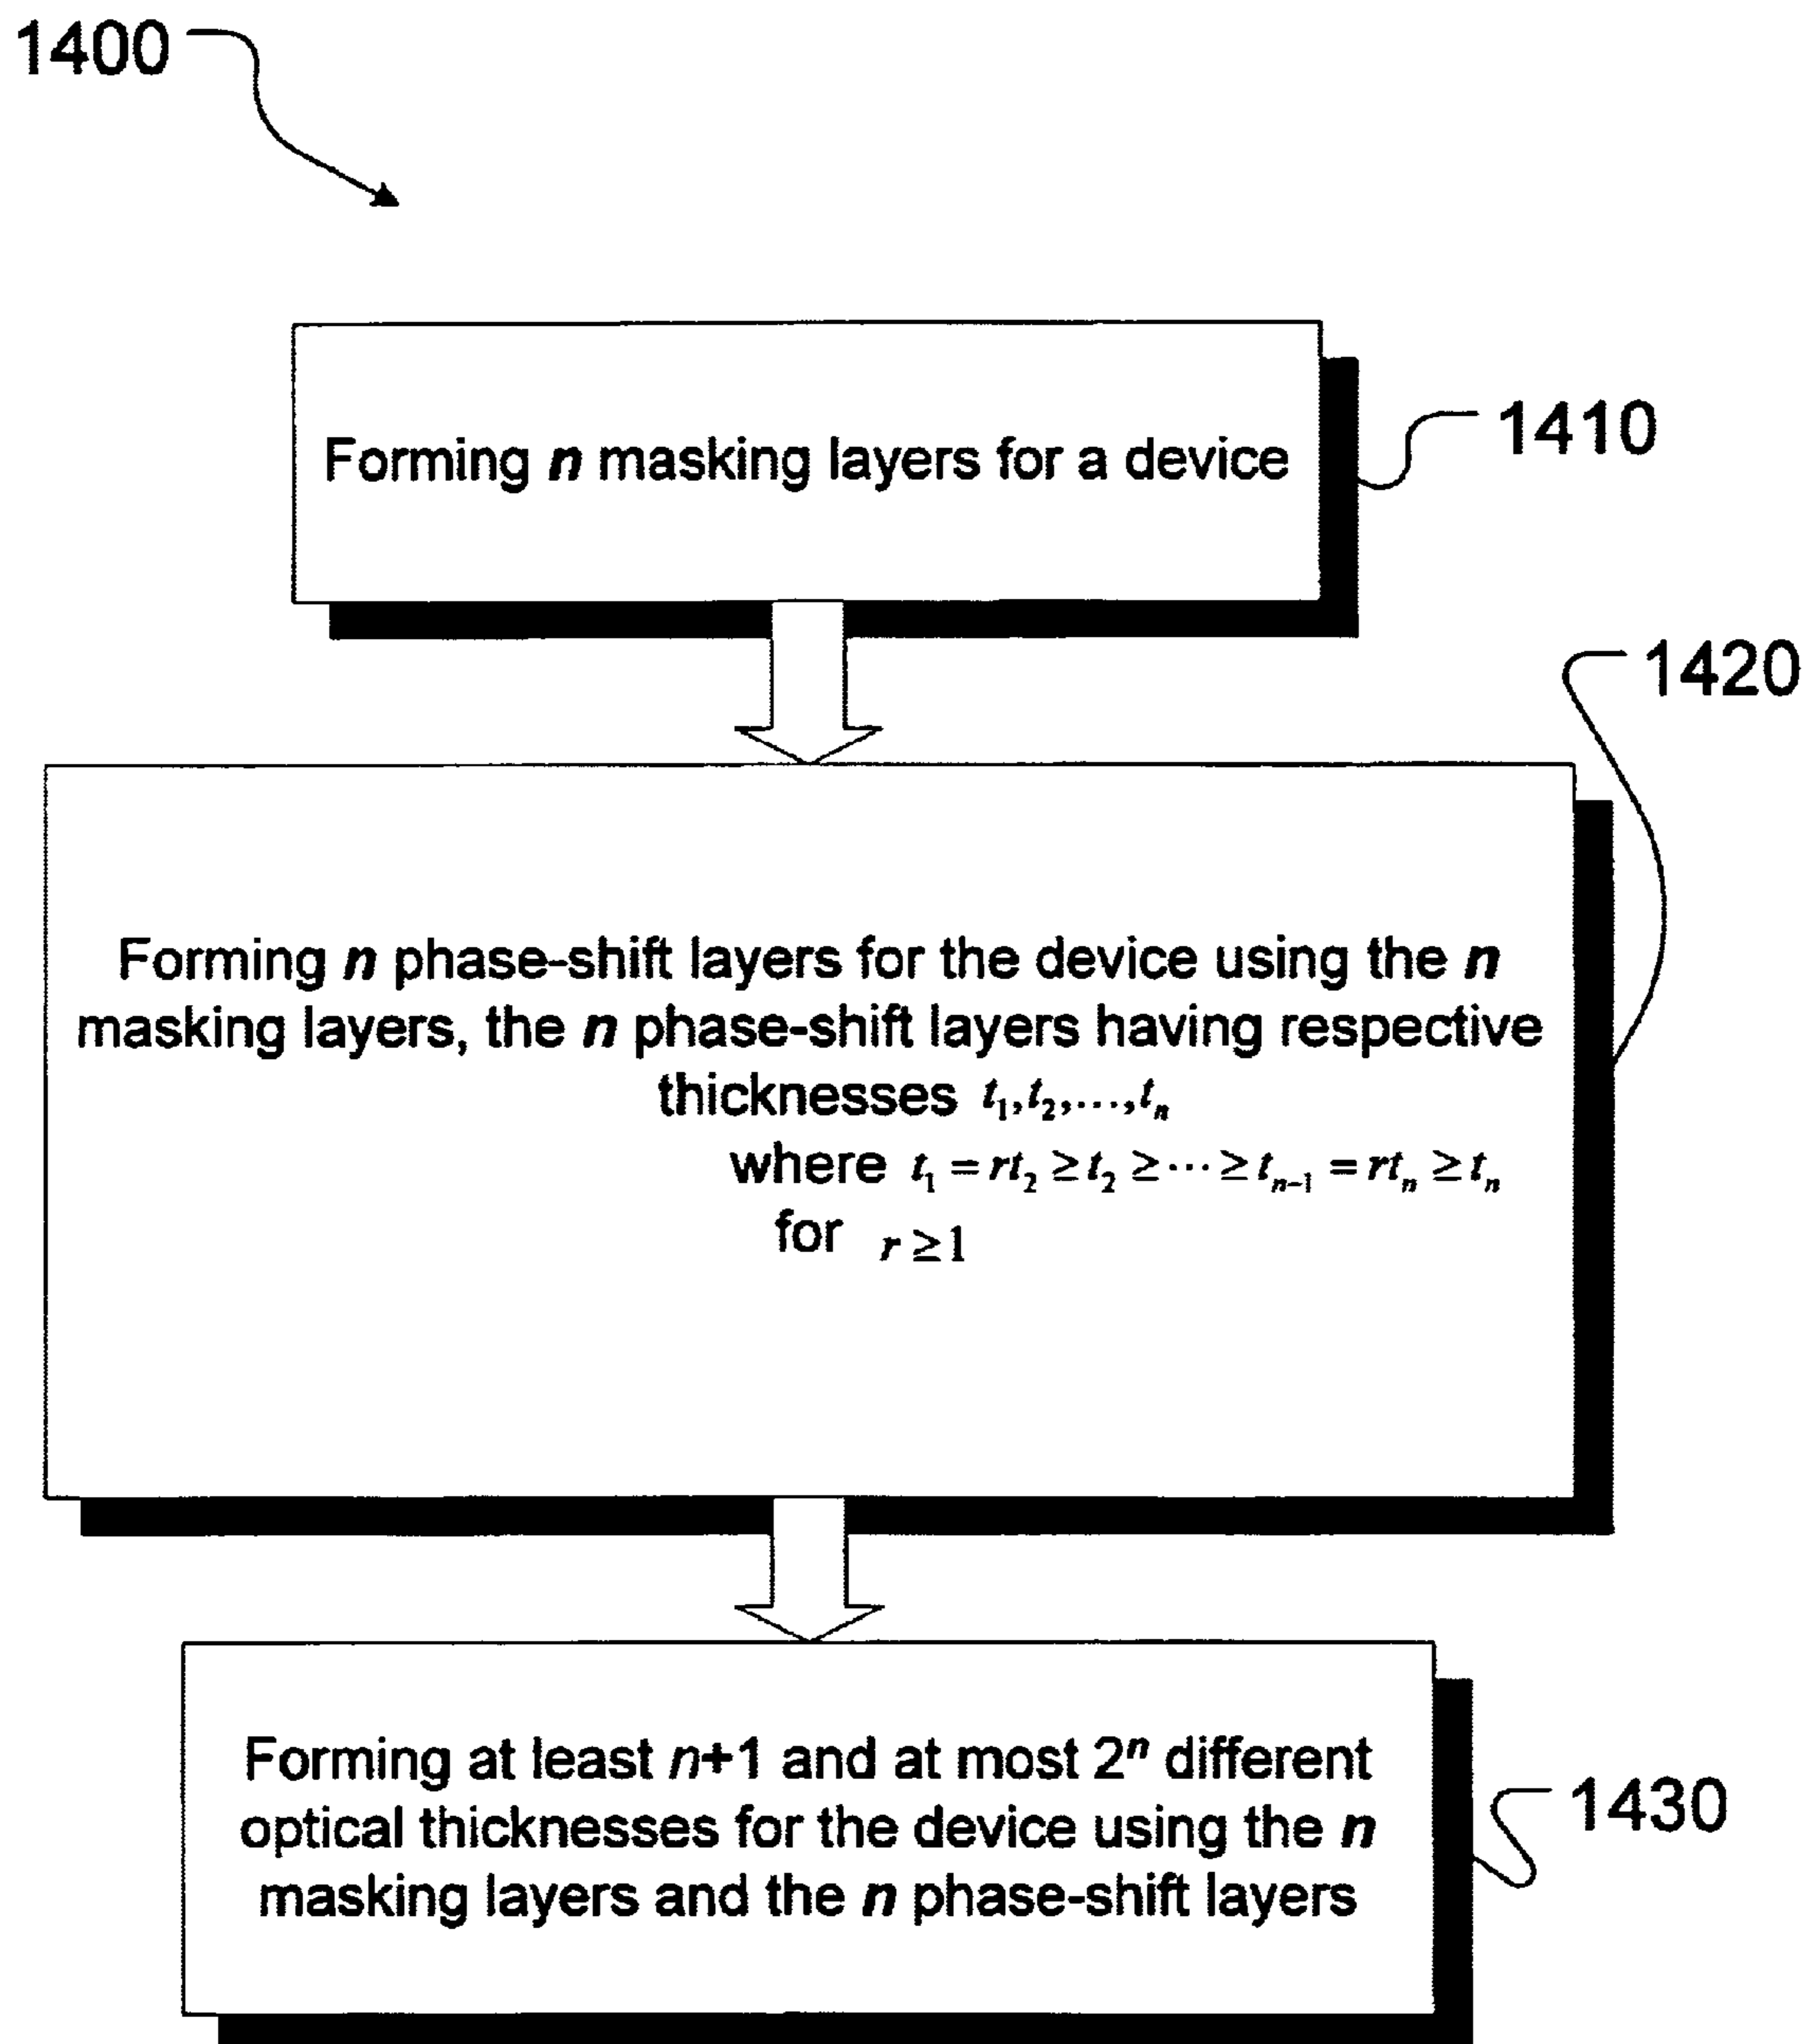 1400
Forming n masking layers for a device
1410
1420
Forming n phase-shift layers for the device using the n
masking layers, the n phase-shift layers having respective
thicknesses t₁,t₂,…,tₙ
where t₁ = rt₂ ≥ t₂ ≥ ⋯ ≥ tₙ₋₁ = rtₙ ≥ tₙ
for r ≥ 1
Forming at least n+1 and at most 2ⁿ different
optical thicknesses for the device using the n
masking layers and the n phase-shift layers
1430